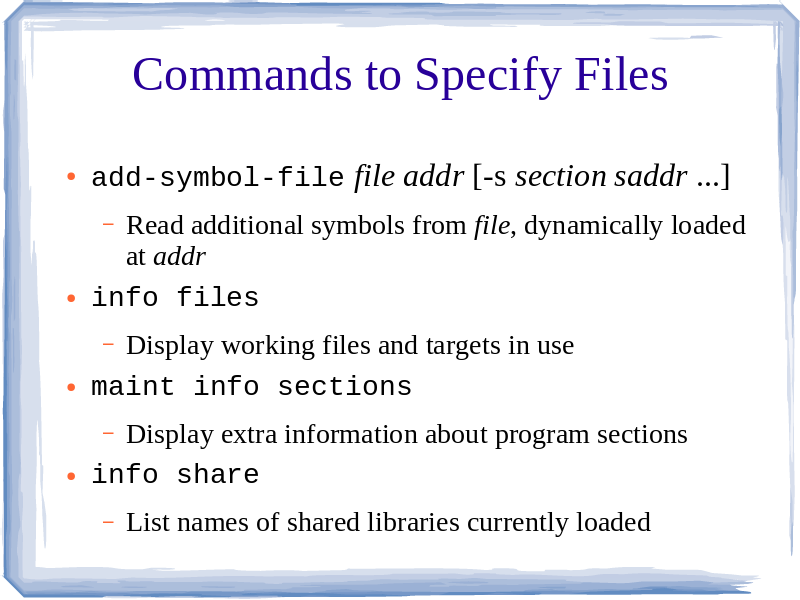 Commands to Specify Files
• add-symbol-file file addr [-s section saddr ...]
– Read additional symbols from file, dynamically loaded
at addr
• info files
– Display working files and targets in use
• maint info sections
– Display extra information about program sections
• info share
– List names of shared libraries currently loaded